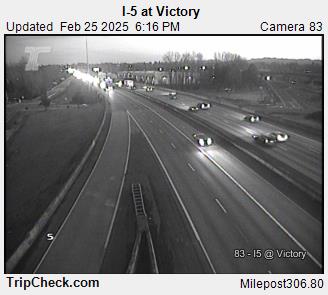 I-5 at Victory
Updated  Feb 25 2025  6:16 PM
Camera 83
S
83 - I5 @ Victory
TripCheck.com
Milepost306.80